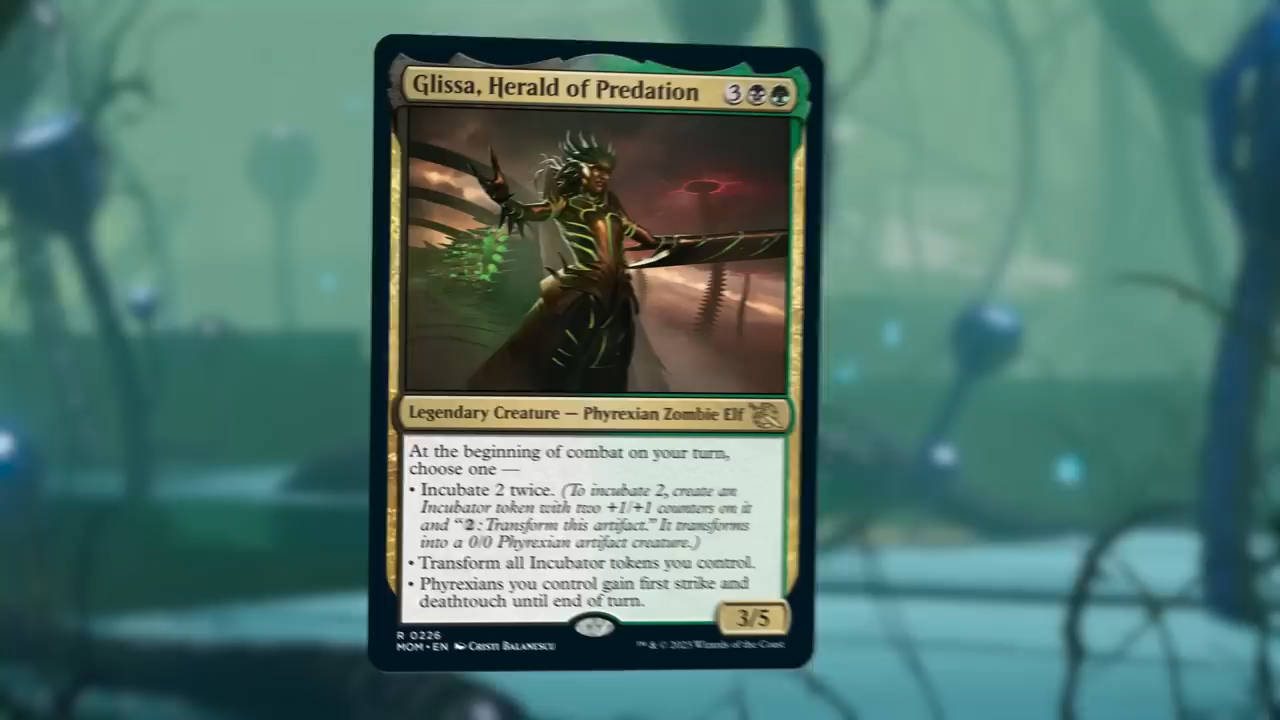 Glissa, Herald of Predation 3
Legendary Creature — Phyrexian Zombie Elf
At the beginning of combat on your turn,
choose one —
• Incubate 2 twice. (To incubate 2, create an
Incubator token with two +1/+1 counters on it
and “2: Transform this artifact.” It transforms
into a 0/0 Phyrexian artifact creature.)
• Transform all Incubator tokens you control.
• Phyrexians you control gain first strike and
deathtouch until end of turn.
3/5
R 0226
MOM • EN Cristi Balanescu
™ & © 2023 Wizards of the Coast